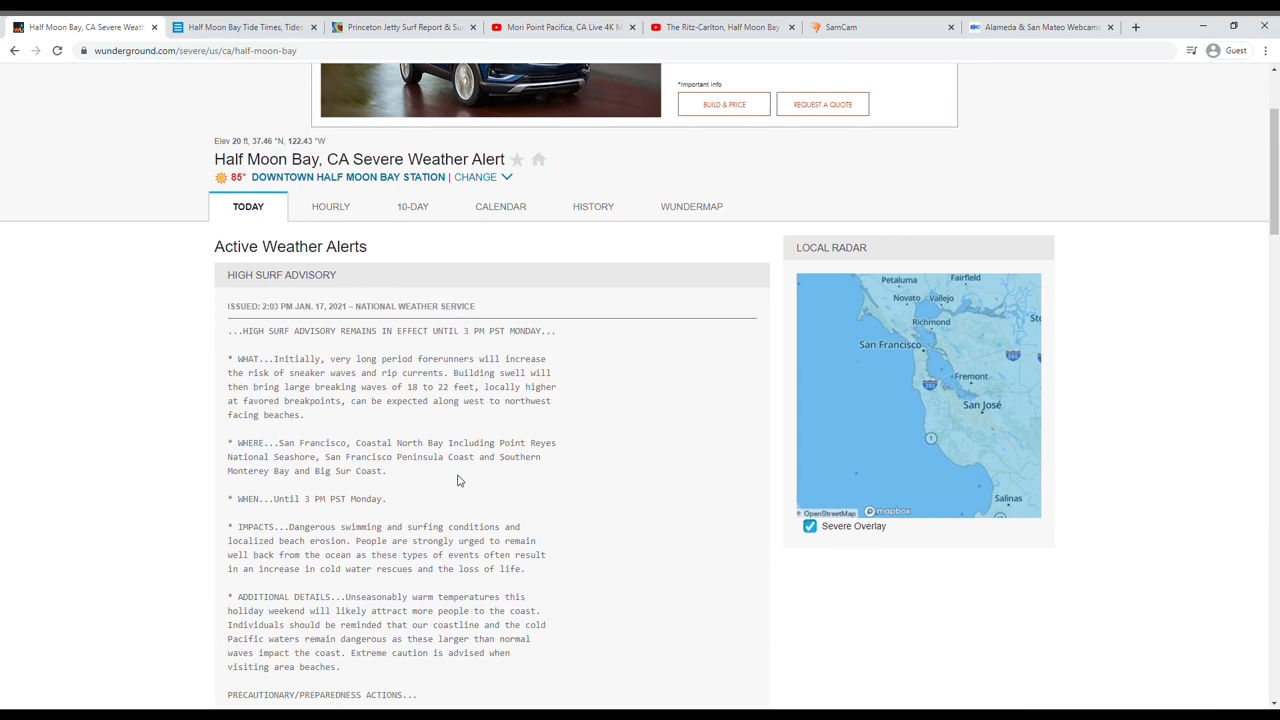 Half Moon Bay, CA Severe Weath
Half Moon Bay Tide Times, Tides
Princeton Jetty Surf Report & Su
Mori Point Pacifica, CA Live 4K M
The Ritz-Carlton, Half Moon Bay
SamCam
Alameda & San Mateo Webcams
wunderground.com/severe/us/ca/half-moon-bay
Guest
*Important Info
BUILD & PRICE
REQUEST A QUOTE
Elev 20 ft, 37.46 °N, 122.43 °W
Half Moon Bay, CA Severe Weather Alert
85° DOWNTOWN HALF MOON BAY STATION | CHANGE
TODAY
HOURLY
10-DAY
CALENDAR
HISTORY
WUNDERMAP
Active Weather Alerts
HIGH SURF ADVISORY
ISSUED: 2:03 PM JAN. 17, 2021 – NATIONAL WEATHER SERVICE
...HIGH SURF ADVISORY REMAINS IN EFFECT UNTIL 3 PM PST MONDAY...
* WHAT...Initially, very long period forerunners will increase
the risk of sneaker waves and rip currents. Building swell will
then bring large breaking waves of 18 to 22 feet, locally higher
at favored breakpoints, can be expected along west to northwest
facing beaches.
* WHERE...San Francisco, Coastal North Bay Including Point Reyes
National Seashore, San Francisco Peninsula Coast and Southern
Monterey Bay and Big Sur Coast.
* WHEN...Until 3 PM PST Monday.
* IMPACTS...Dangerous swimming and surfing conditions and
localized beach erosion. People are strongly urged to remain
well back from the ocean as these types of events often result
in an increase in cold water rescues and the loss of life.
* ADDITIONAL DETAILS...Unseasonably warm temperatures this
holiday weekend will likely attract more people to the coast.
Individuals should be reminded that our coastline and the cold
Pacific waters remain dangerous as these larger than normal
waves impact the coast. Extreme caution is advised when
visiting area beaches.
PRECAUTIONARY/PREPAREDNESS ACTIONS...
LOCAL RADAR
Petaluma
Fairfield
Novato
Vallejo
Richmond
Sto
San Francisco
Fremont
San José
1
Salinas
© OpenStreetMap
mapbox
Severe Overlay